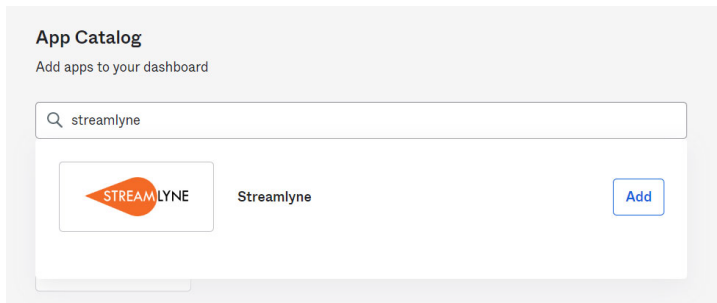 App Catalog
Add apps to your dashboard
streamlyne
STREAMLYNE
Streamlyne
Add